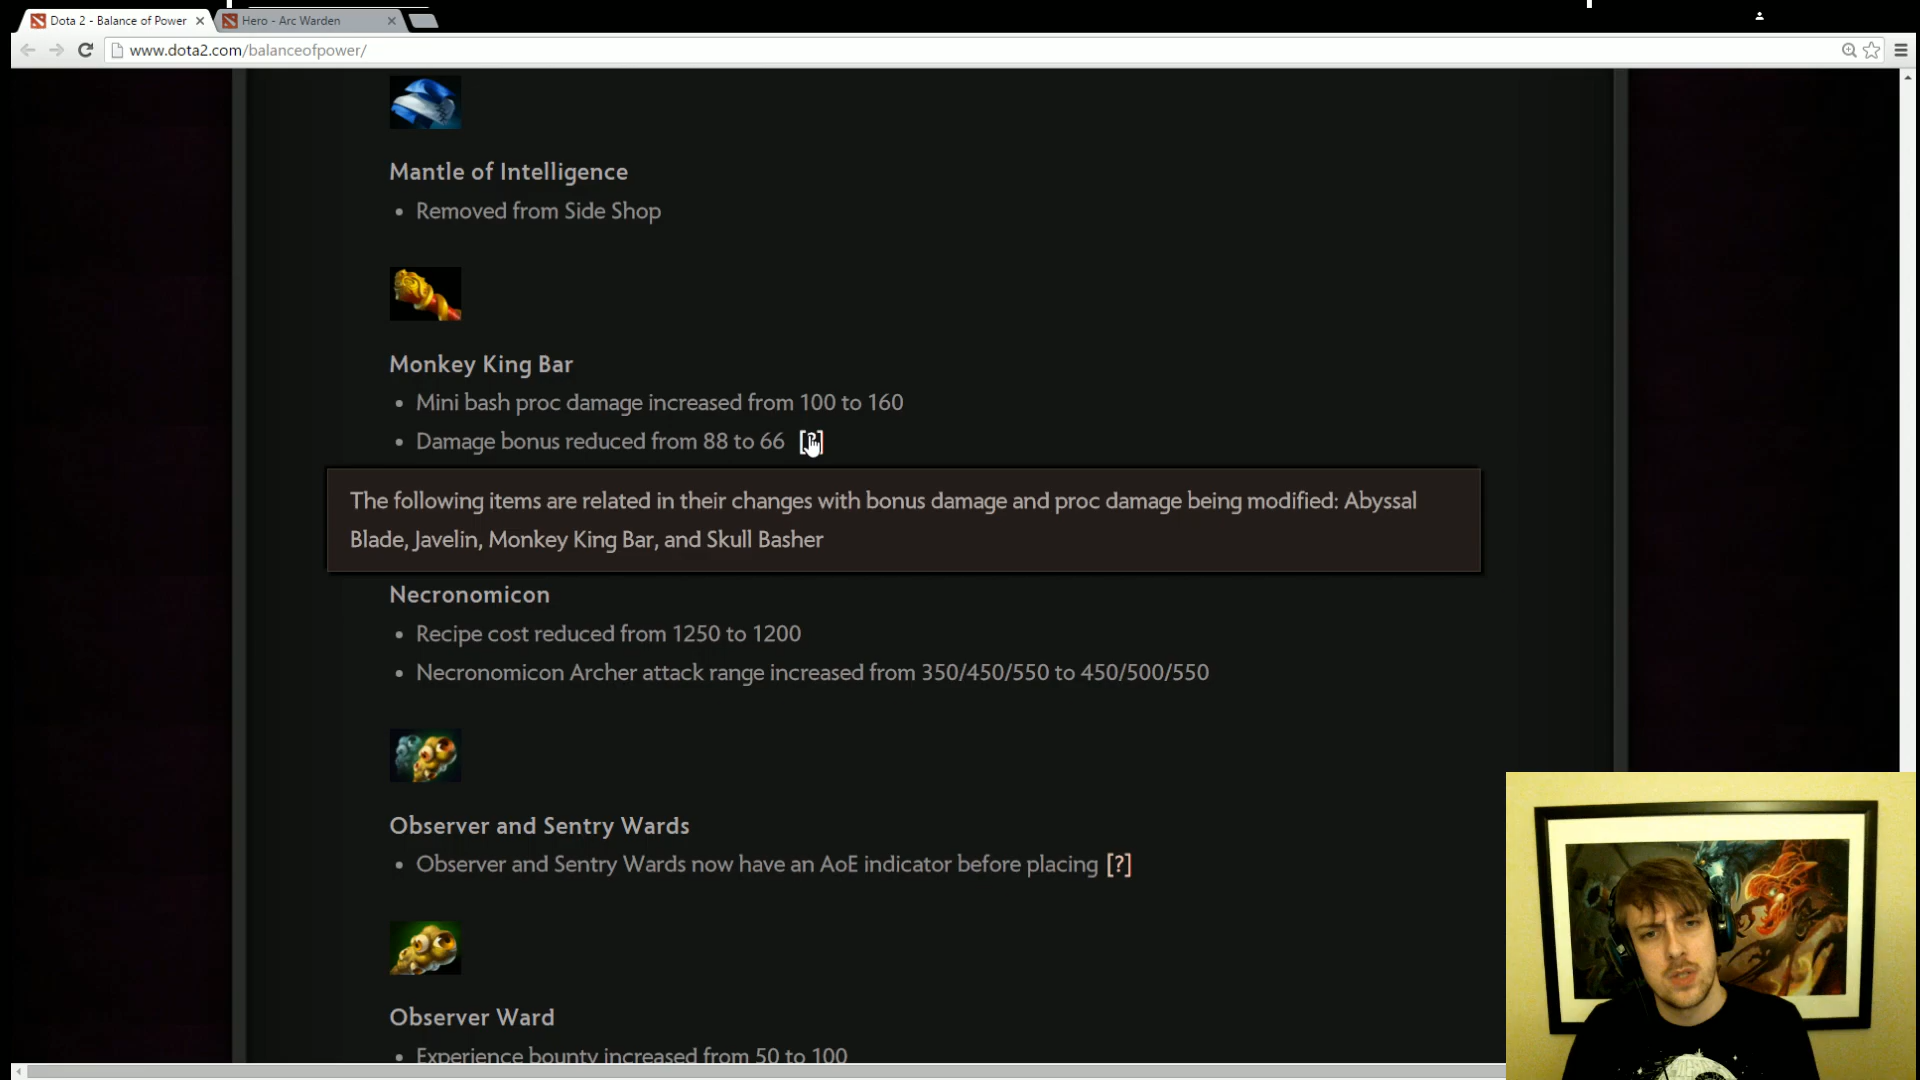 Dota 2 - Balance of Power
Hero - Arc Warden
www.dota2.com/balanceofpower/
Mantle of Intelligence
• Removed from Side Shop
Monkey King Bar
• Mini bash proc damage increased from 100 to 160
• Damage bonus reduced from 88 to 66 [?]
The following items are related in their changes with bonus damage and proc damage being modified: Abyssal
Blade, Javelin, Monkey King Bar, and Skull Basher
Necronomicon
• Recipe cost reduced from 1250 to 1200
• Necronomicon Archer attack range increased from 350/450/550 to 450/500/550
Observer and Sentry Wards
• Observer and Sentry Wards now have an AoE indicator before placing [?]
Observer Ward
• Experience bounty increased from 50 to 100